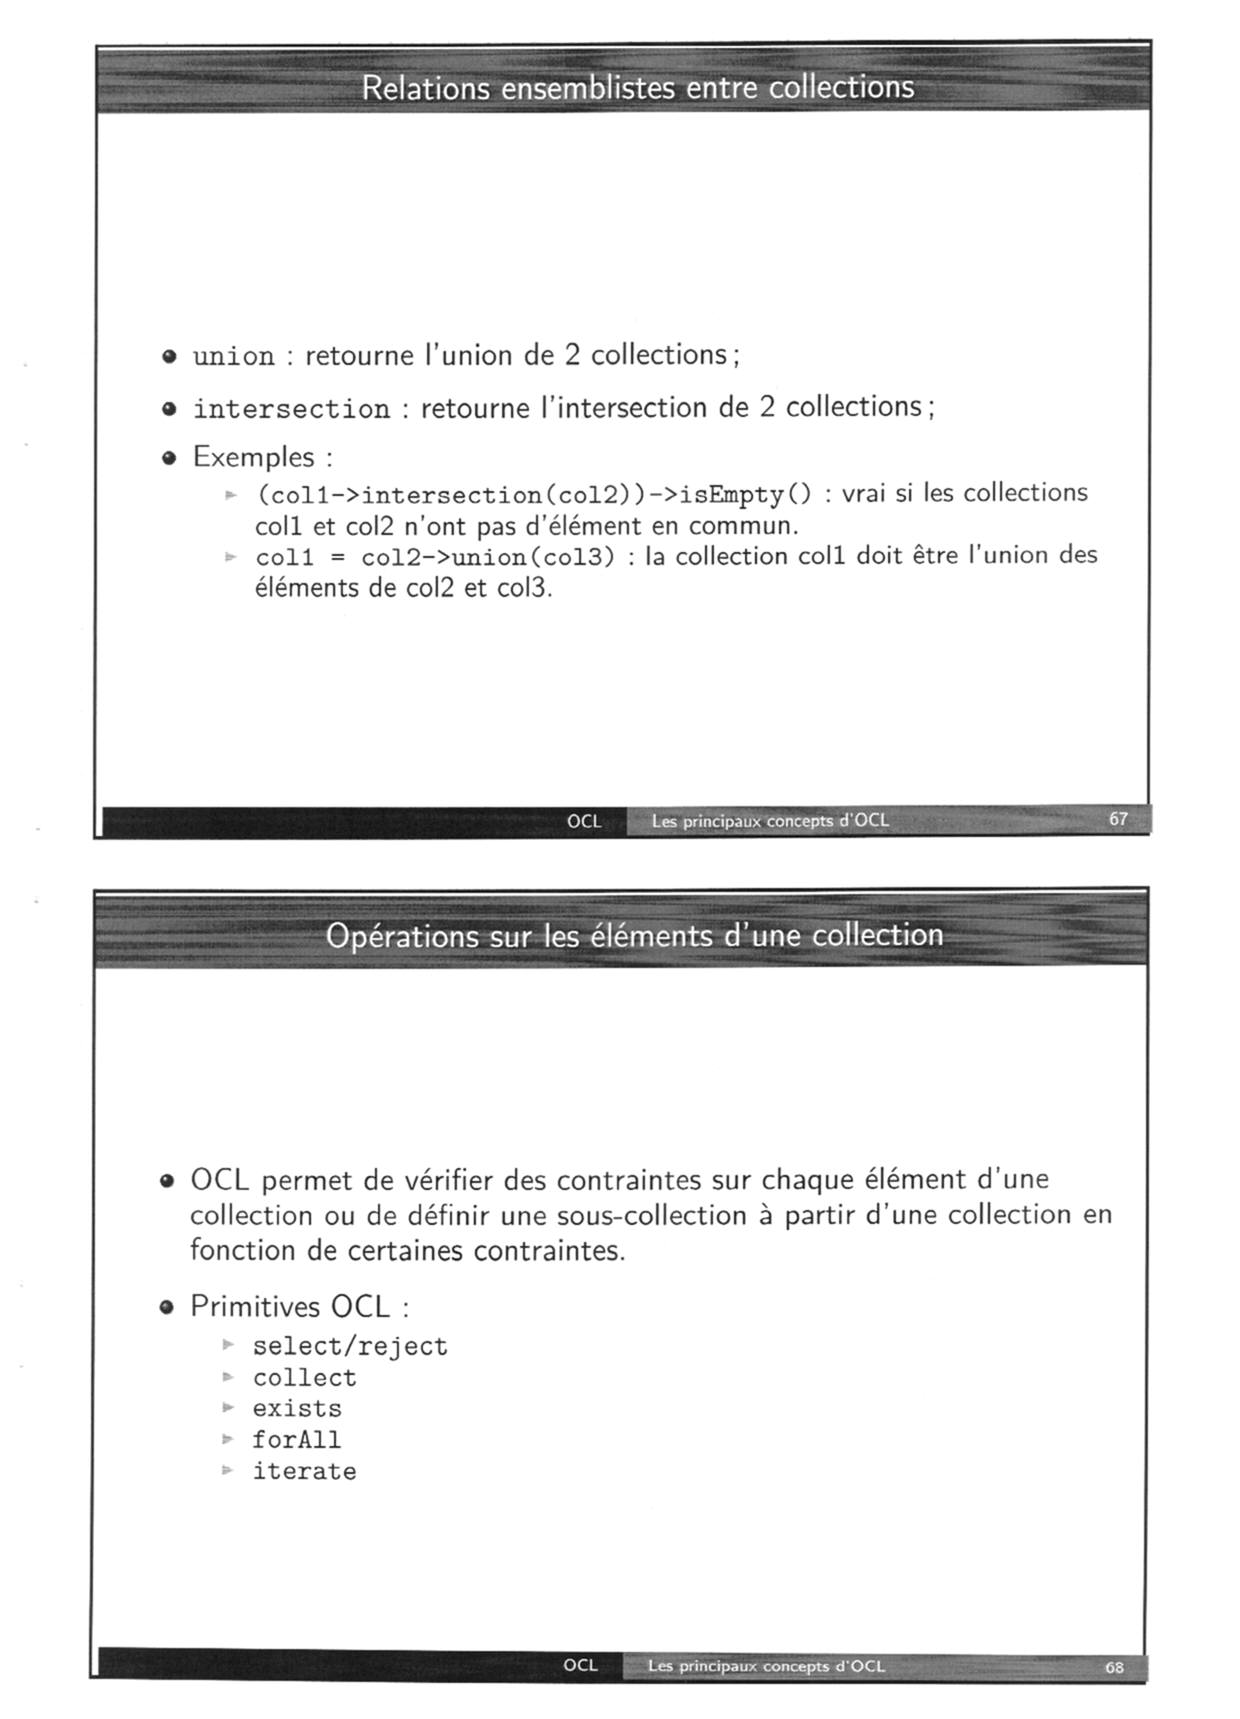 Relations ensemblistes entre collections
union : retourne l'union de 2 collections ;
intersection : retourne l'intersection de 2 collections ;
Exemples :
(col1->intersection(col2))->isEmpty() : vrai si les collections
col1 et col2 n'ont pas d'élément en commun.
col1 = col2->union(col3) : la collection col1 doit être l'union des
éléments de col2 et col3.
OCL Les principaux concepts d'OCL 67
Opérations sur les éléments d'une collection
OCL permet de vérifier des contraintes sur chaque élément d'une
collection ou de définir une sous-collection à partir d'une collection en
fonction de certaines contraintes.
Primitives OCL :
select/reject
collect
exists
forAll
iterate
OCL Les principaux concepts d'OCL 68